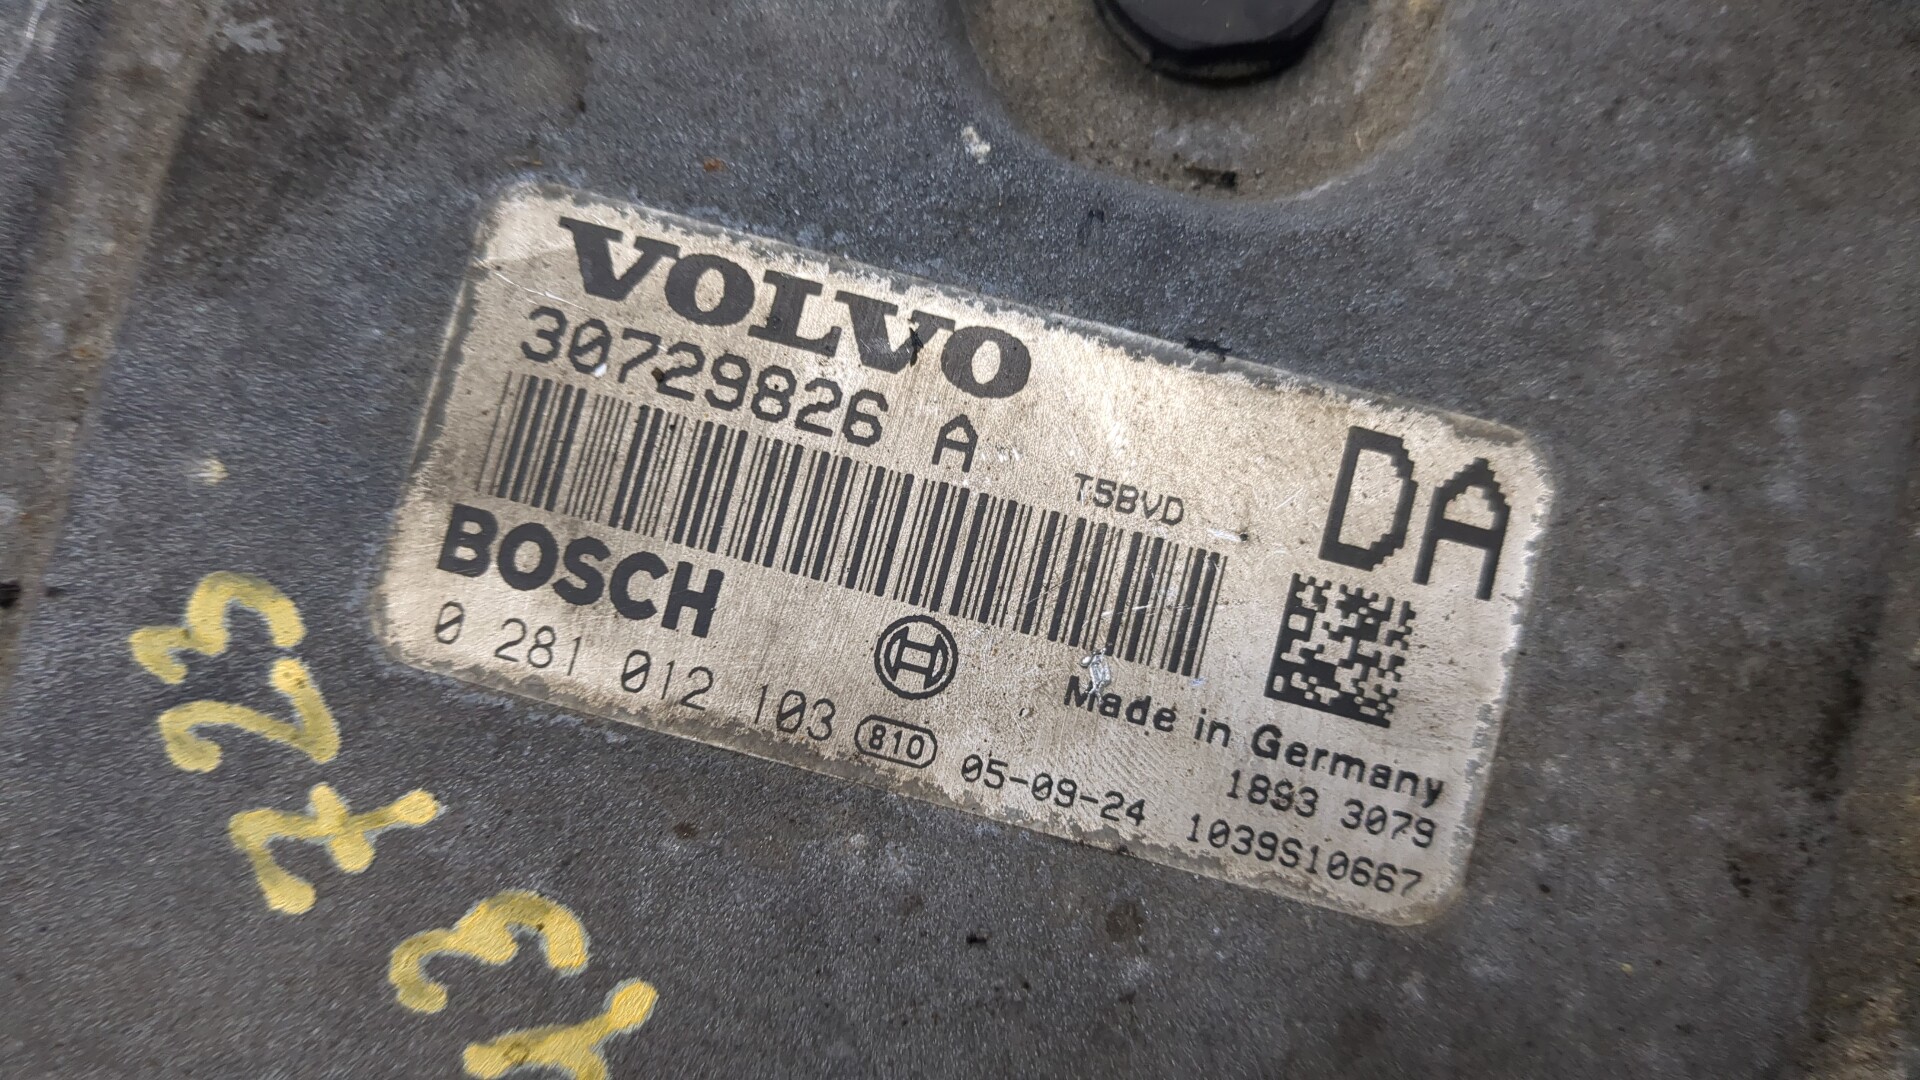 VOLVO
30729826 A
T5BVD
DA
BOSCH
0 281 012 103
810
05-09-24
Made in Germany
1893 3079
1039S10667